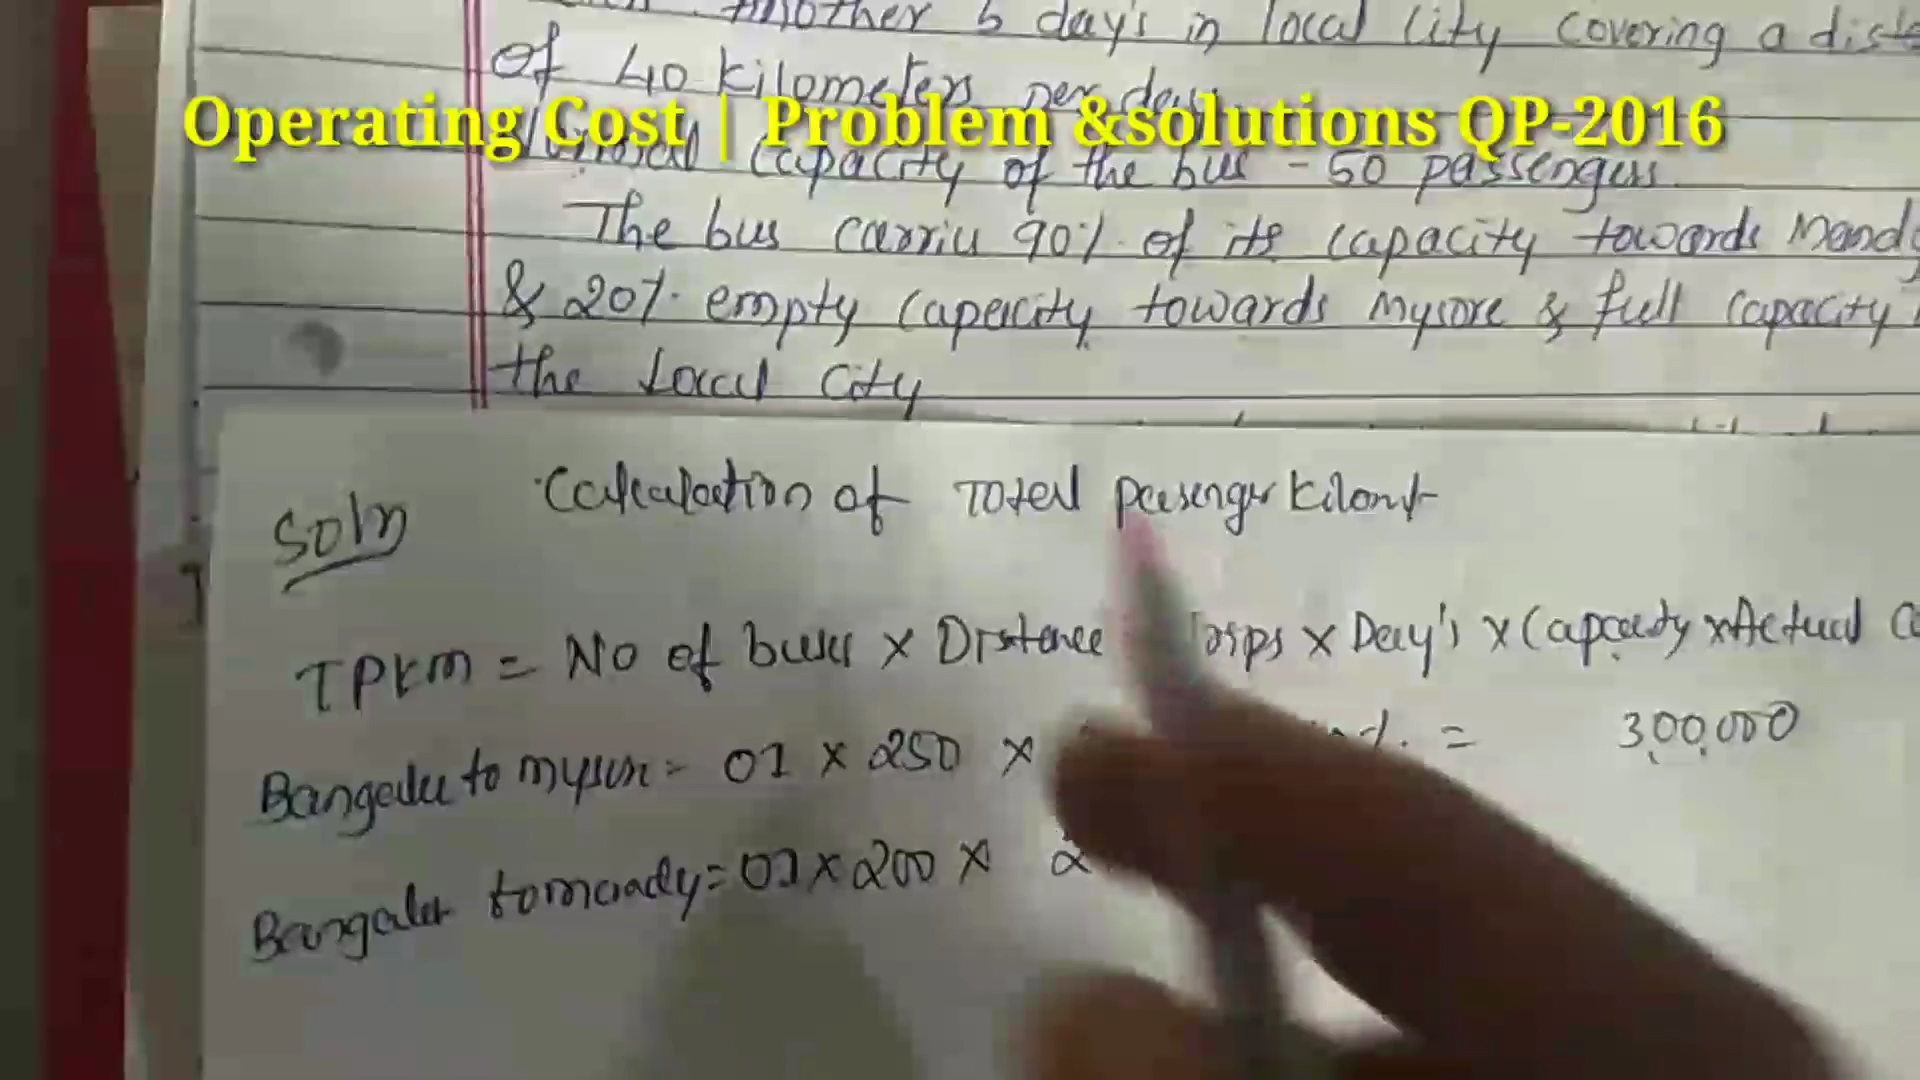 another 5 day's in local City covering a dist
of 40 kilometers per day
Operating Cost | Problem &solutions QP-2016
Normal capacity of the bus - 50 passengers
The bus carries 90% of its capacity towards Mandy
& 20% empty capacity towards Mysore & full capacity
the Local City
Soln
Calculation of Total Passenger Kilomt
TPKM = No of buses × Distance Trips × Day's × Capacity × Actual Ca
Bangalore to mysore = 01 × 250 × = 3,00,000
Bangalore to mandy = 01 × 200 × 2